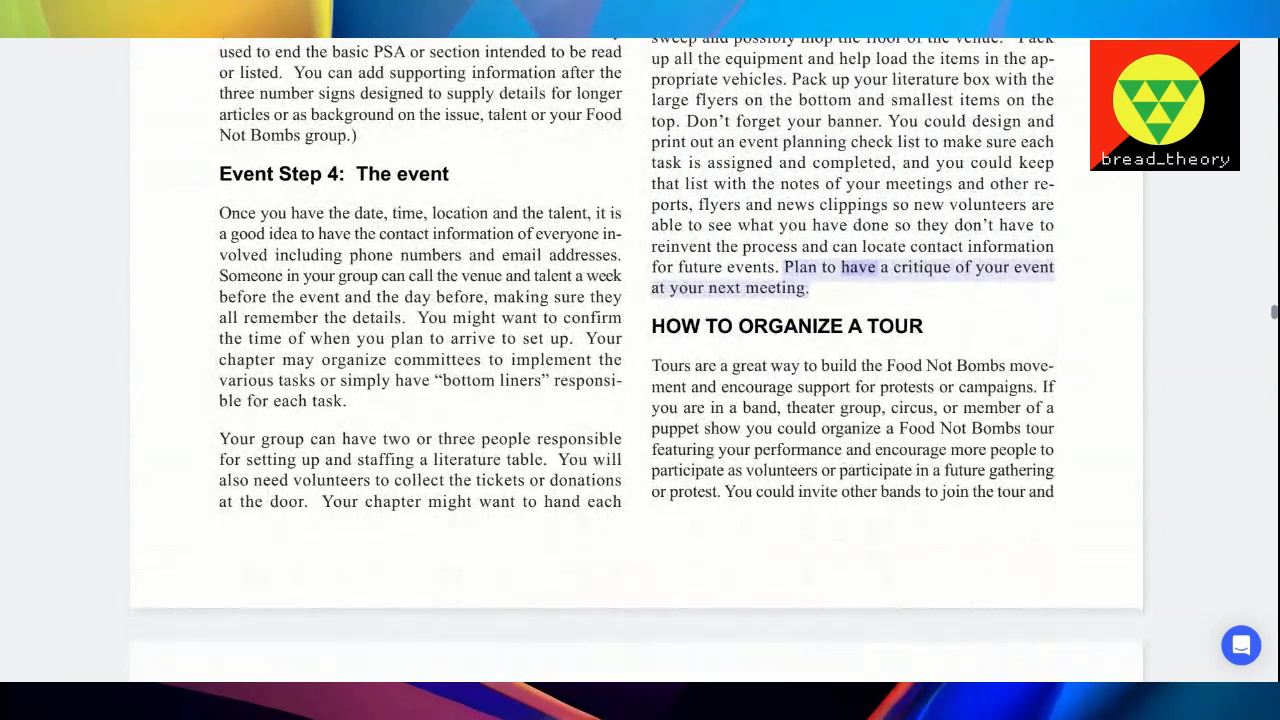 used to end the basic PSA or section intended to be read
or listed. You can add supporting information after the
three number signs designed to supply details for longer
articles or as background on the issue, talent or your Food
Not Bombs group.)
Event Step 4: The event
Once you have the date, time, location and the talent, it is
a good idea to have the contact information of everyone in-
volved including phone numbers and email addresses.
Someone in your group can call the venue and talent a week
before the event and the day before, making sure they
all remember the details. You might want to confirm
the time of when you plan to arrive to set up. Your
chapter may organize committees to implement the
various tasks or simply have “bottom liners” responsi-
ble for each task.
Your group can have two or three people responsible
for setting up and staffing a literature table. You will
also need volunteers to collect the tickets or donations
at the door. Your chapter might want to hand each
sweep and possibly mop the floor of the venue. Pack
up all the equipment and help load the items in the ap-
propriate vehicles. Pack up your literature box with the
large flyers on the bottom and smallest items on the
top. Don’t forget your banner. You could design and
print out an event planning check list to make sure each
task is assigned and completed, and you could keep
that list with the notes of your meetings and other re-
ports, flyers and news clippings so new volunteers are
able to see what you have done so they don’t have to
reinvent the process and can locate contact information
for future events. Plan to have a critique of your event
at your next meeting.
HOW TO ORGANIZE A TOUR
Tours are a great way to build the Food Not Bombs move-
ment and encourage support for protests or campaigns. If
you are in a band, theater group, circus, or member of a
puppet show you could organize a Food Not Bombs tour
featuring your performance and encourage more people to
participate as volunteers or participate in a future gathering
or protest. You could invite other bands to join the tour and
bread_theory